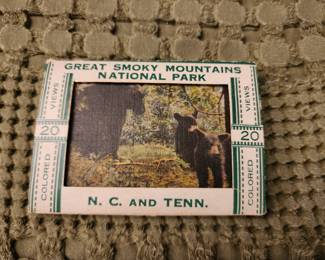 GREAT SMOKY MOUNTAINS
NATIONAL PARK
COLORED 20 VIEWS
COLORED 20 VIEWS
N. C. AND TENN.